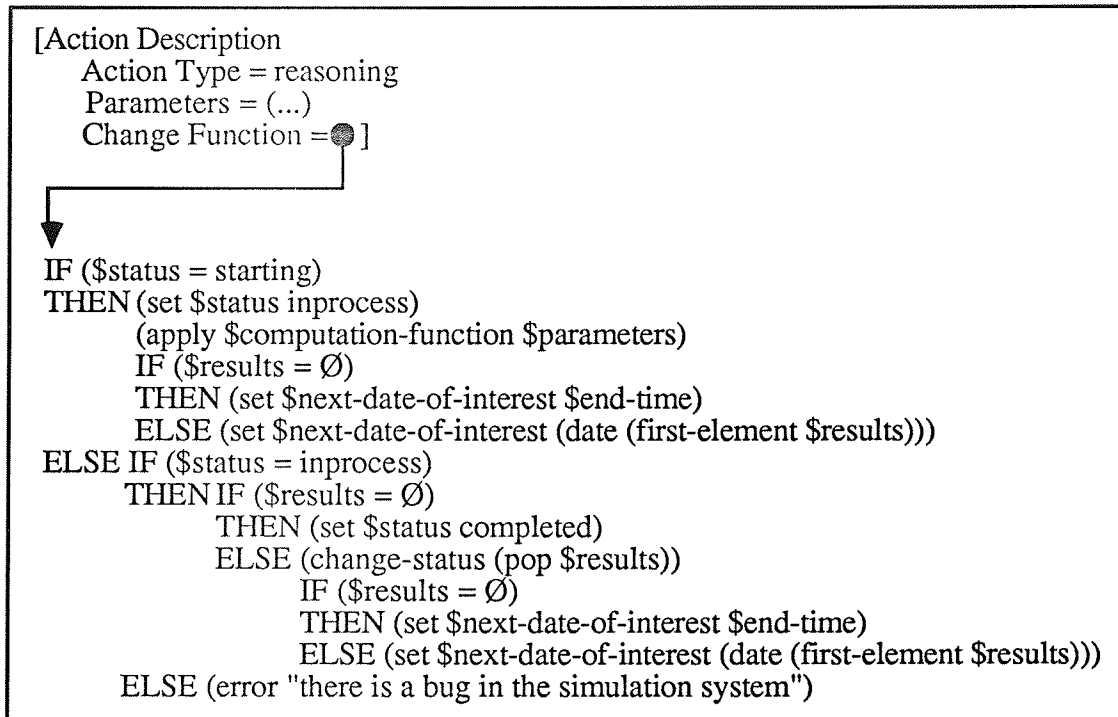 [Action Description
Action Type = reasoning
Parameters = (...)
Change Function = ]
IF ($status = starting)
THEN (set $status inprocess)
(apply $computation-function $parameters)
IF ($results = Ø)
THEN (set $next-date-of-interest $end-time)
ELSE (set $next-date-of-interest (date (first-element $results)))
ELSE IF ($status = inprocess)
THEN IF ($results = Ø)
THEN (set $status completed)
ELSE (change-status (pop $results))
IF ($results = Ø)
THEN (set $next-date-of-interest $end-time)
ELSE (set $next-date-of-interest (date (first-element $results)))
ELSE (error "there is a bug in the simulation system")